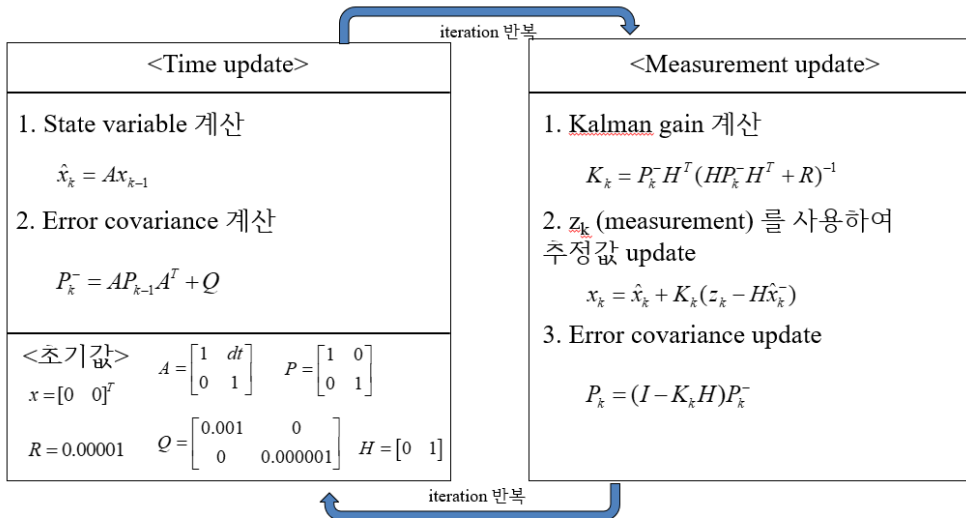 iteration 반복
<Time update>
1. State variable 계산
x̂_k = Ax_{k-1}
2. Error covariance 계산
P_k^- = AP_{k-1}A^T + Q
<초기값>
x = [0 0]^T
A = [1 dt; 0 1]
P = [1 0; 0 1]
R = 0.00001
Q = [0.001 0; 0 0.000001]
H = [0 1]
<Measurement update>
1. Kalman gain 계산
K_k = P_k^- H^T (HP_k^- H^T + R)^{-1}
2. z_k (measurement) 를 사용하여
추정값 update
x_k = x̂_k + K_k(z_k − Hx̂_k^-)
3. Error covariance update
P_k = (I − K_k H)P_k^-
iteration 반복